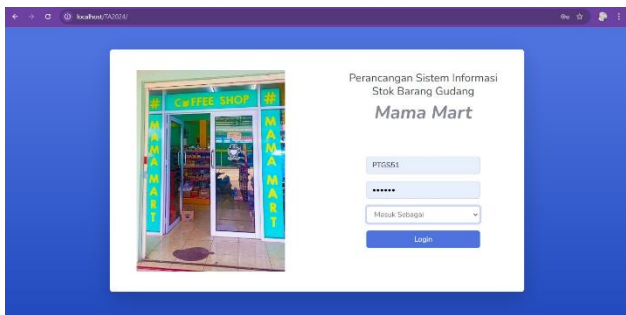 localhost/TA2024/
Perancangan Sistem Informasi
Stok Barang Gudang
Mama Mart
# C FFEE SHOP #
MAMA MART
MAMA MART
PTGS51
••••••
Masuk Sebagai
Login